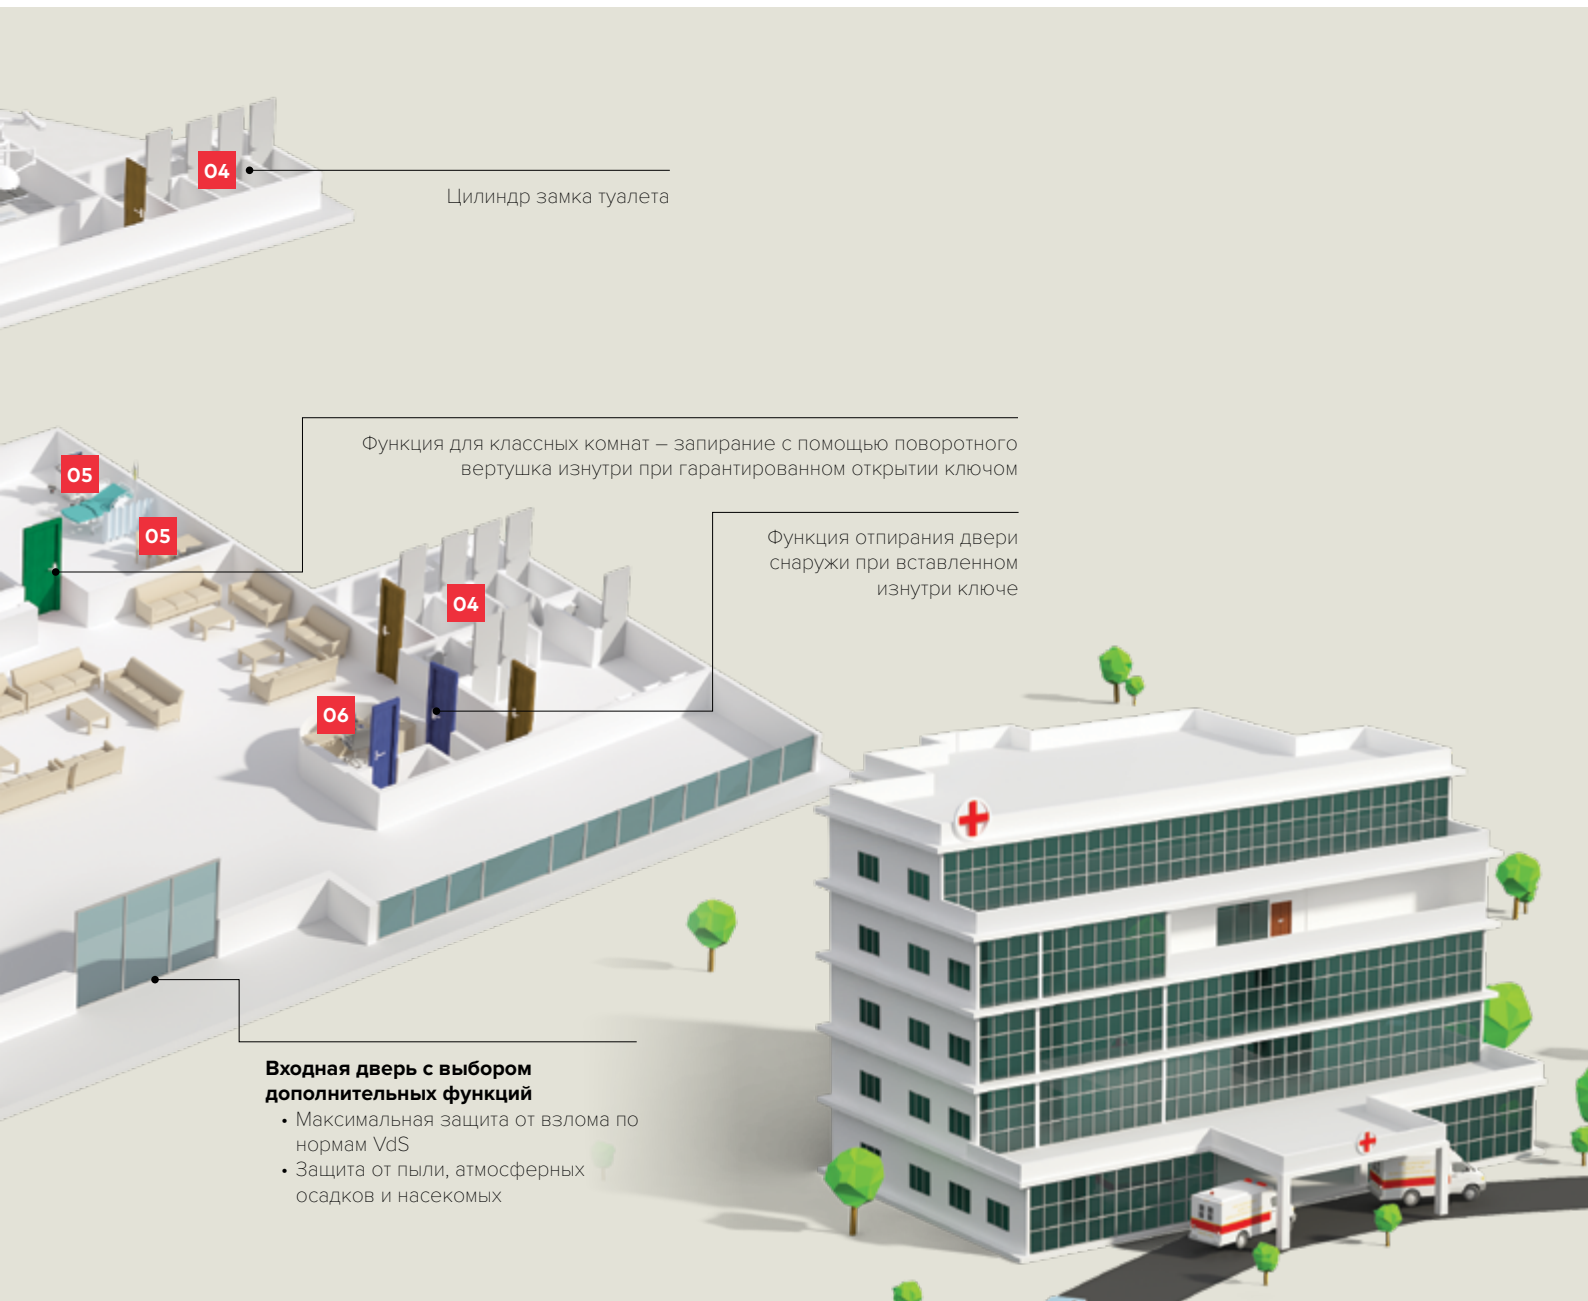 04
Цилиндр замка туалета
Функция для классных комнат – запирание с помощью поворотного
вертушка изнутри при гарантированном открытии ключом
05
05
Функция отпирания двери
снаружи при вставленном
изнутри ключе
04
06
Входная дверь с выбором
дополнительных функций
• Максимальная защита от взлома по
нормам VdS
• Защита от пыли, атмосферных
осадков и насекомых